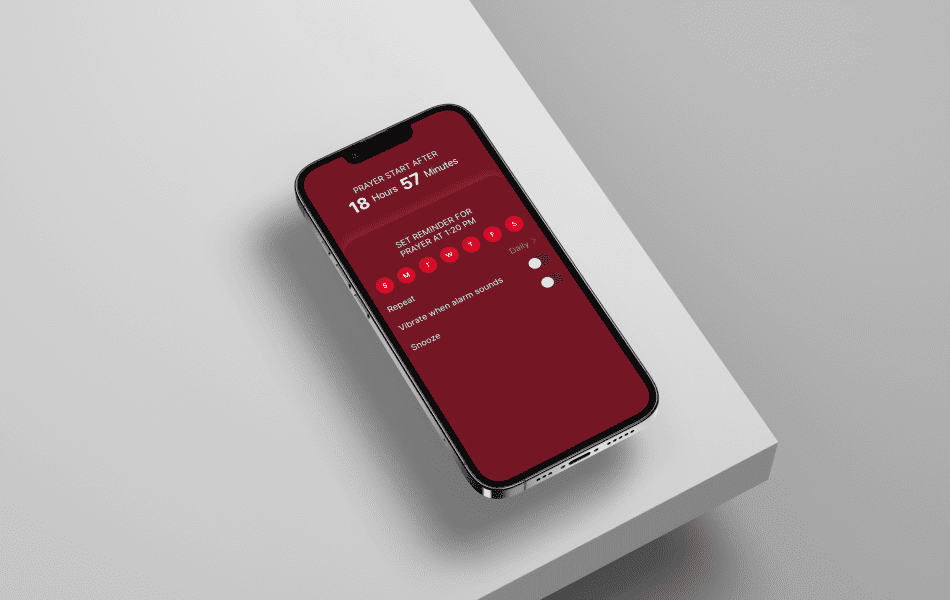 PRAYER START AFTER
18 Hours 57 Minutes
SET REMINDER FOR
PRAYER AT 1:20 PM
S M T W T F S
Repeat Daily >
Vibrate when alarm sounds
Snooze